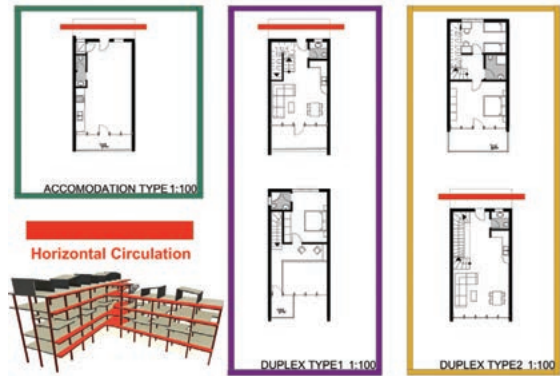 ACCOMODATION TYPE 1:100
Horizontal Circulation
DUPLEX TYPE1 1:100
DUPLEX TYPE2 1:100